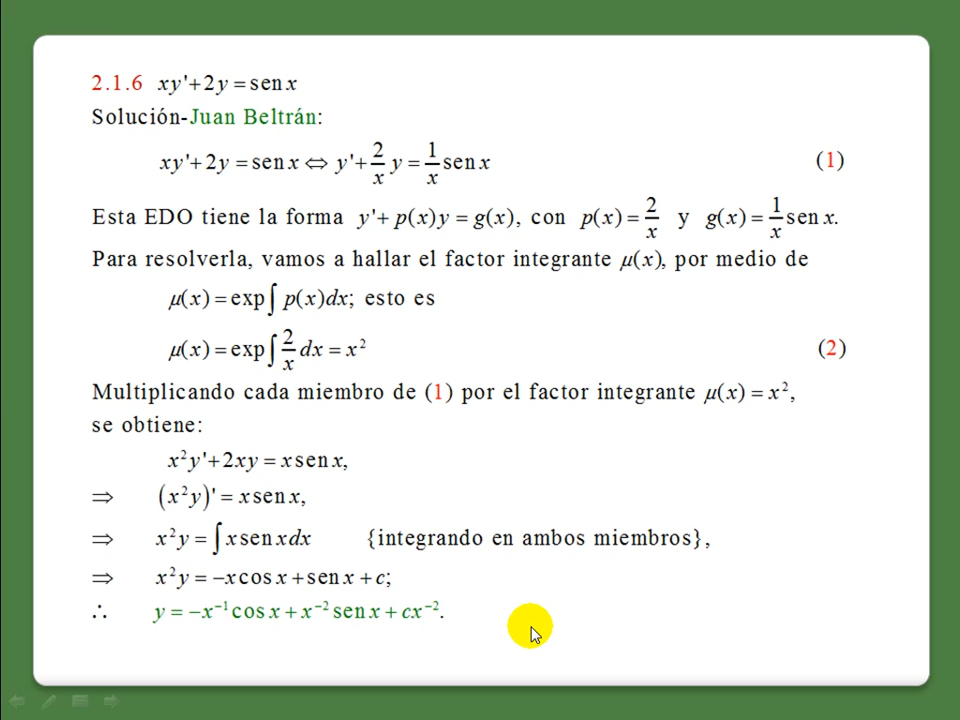 2.1.6 xy'+2y = sen x
Solución-Juan Beltrán:
xy'+2y = sen x ⇔ y'+ 2/x y = 1/x sen x (1)
Esta EDO tiene la forma y'+ p(x)y = g(x), con p(x) = 2/x y g(x) = 1/x sen x.
Para resolverla, vamos a hallar el factor integrante μ(x), por medio de
μ(x) = exp ∫ p(x)dx; esto es
μ(x) = exp ∫ 2/x dx = x² (2)
Multiplicando cada miembro de (1) por el factor integrante μ(x) = x²,
se obtiene:
x²y'+2xy = x sen x,
⇒ (x²y)' = x sen x,
⇒ x²y = ∫ x sen x dx {integrando en ambos miembros},
⇒ x²y = −x cos x + sen x + c;
∴ y = −x⁻¹ cos x + x⁻² sen x + cx⁻².